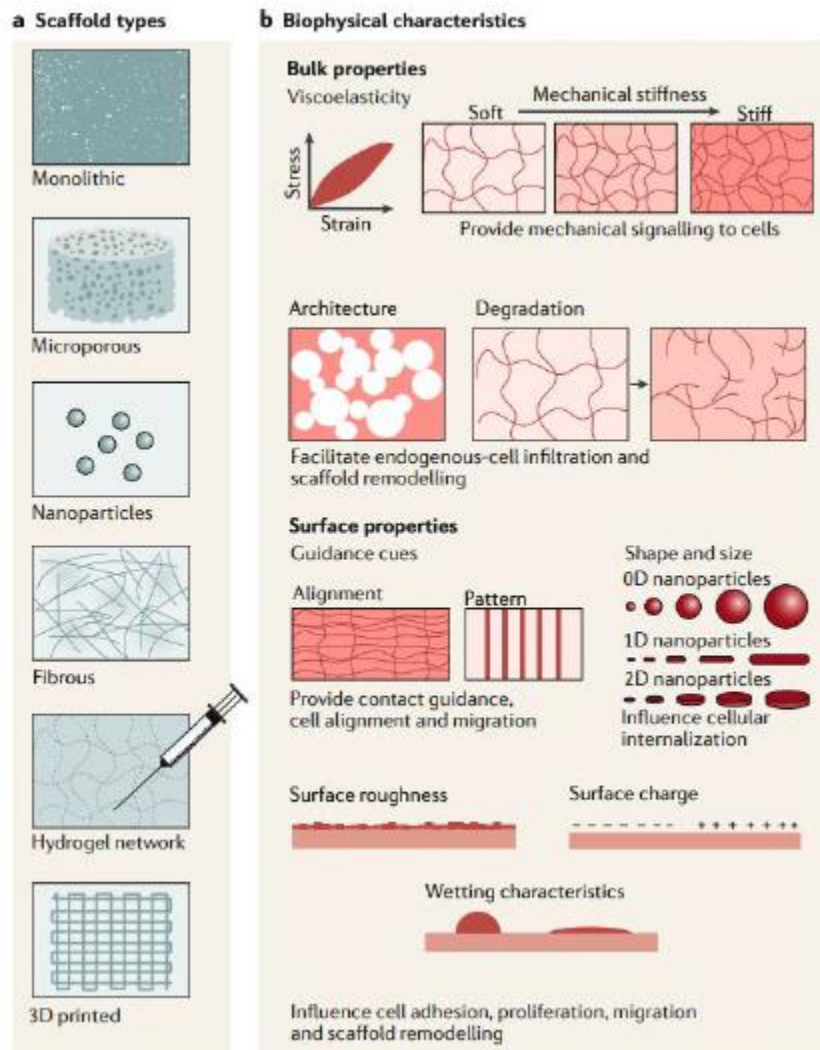 a Scaffold types
Monolithic
Microporous
Nanoparticles
Fibrous
Hydrogel network
3D printed
b Biophysical characteristics
Bulk properties
Viscoelasticity
Stress
Strain
Mechanical stiffness
Soft
Stiff
Provide mechanical signalling to cells
Architecture
Degradation
Facilitate endogenous-cell infiltration and
scaffold remodelling
Surface properties
Guidance cues
Alignment
Pattern
Provide contact guidance,
cell alignment and migration
Shape and size
0D nanoparticles
1D nanoparticles
2D nanoparticles
Influence cellular
internalization
Surface roughness
Surface charge
- - - - - - - + + + + + + +
Wetting characteristics
Influence cell adhesion, proliferation, migration
and scaffold remodelling